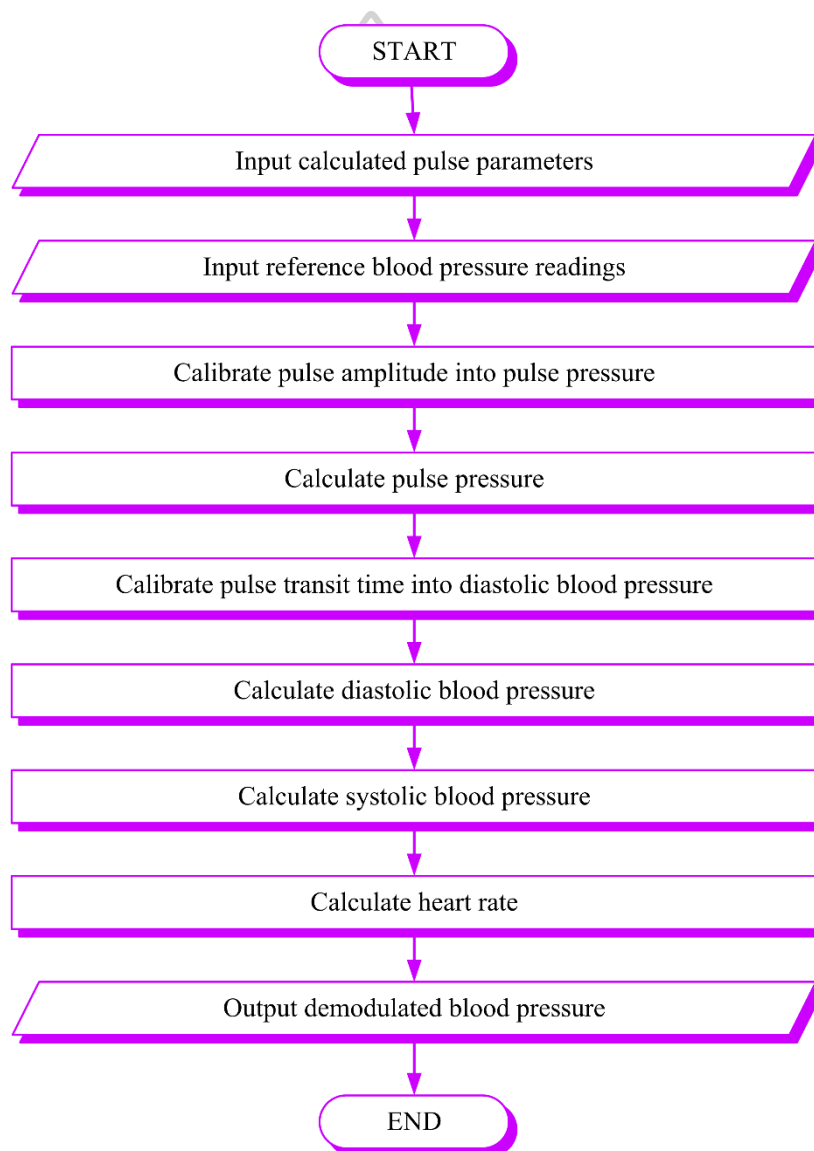 START
Input calculated pulse parameters
Input reference blood pressure readings
Calibrate pulse amplitude into pulse pressure
Calculate pulse pressure
Calibrate pulse transit time into diastolic blood pressure
Calculate diastolic blood pressure
Calculate systolic blood pressure
Calculate heart rate
Output demodulated blood pressure
END